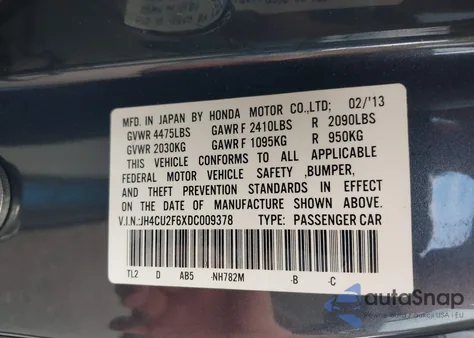 MFD. IN JAPAN BY HONDA MOTOR CO.,LTD; 02/'13
GVWR 4475LBS GAWR F 2410LBS R 2090LBS
GVWR 2030KG GAWR F 1095KG R 950KG
THIS VEHICLE CONFORMS TO ALL APPLICABLE
FEDERAL MOTOR VEHICLE SAFETY ,BUMPER,
AND THEFT PREVENTION STANDARDS IN EFFECT
ON THE DATE OF MANUFACTURE SHOWN ABOVE.
V.I.N.:JH4CU2F6XDC009378 TYPE: PASSENGER CAR
TL2 D AB5 -NH782M -B -C
autoSnap